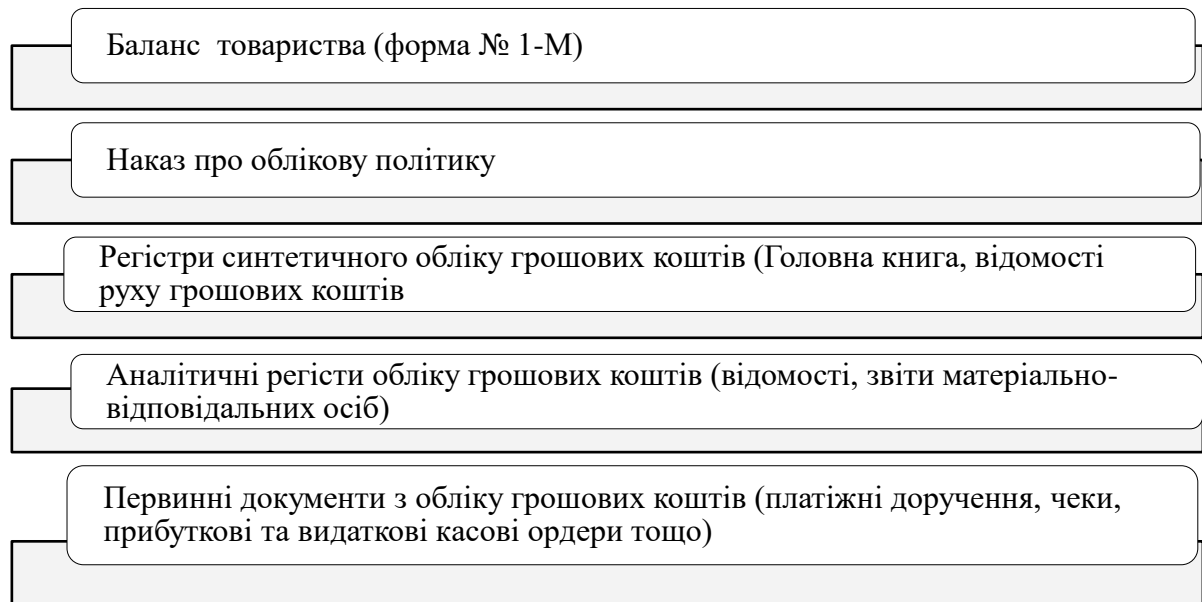 Баланс товариства (форма № 1-М)
Наказ про облікову політику
Регістри синтетичного обліку грошових коштів (Головна книга, відомості
руху грошових коштів
Аналітичні регісти обліку грошових коштів (відомості, звіти матеріально-
відповідальних осіб)
Первинні документи з обліку грошових коштів (платіжні доручення, чеки,
прибуткові та видаткові касові ордери тощо)